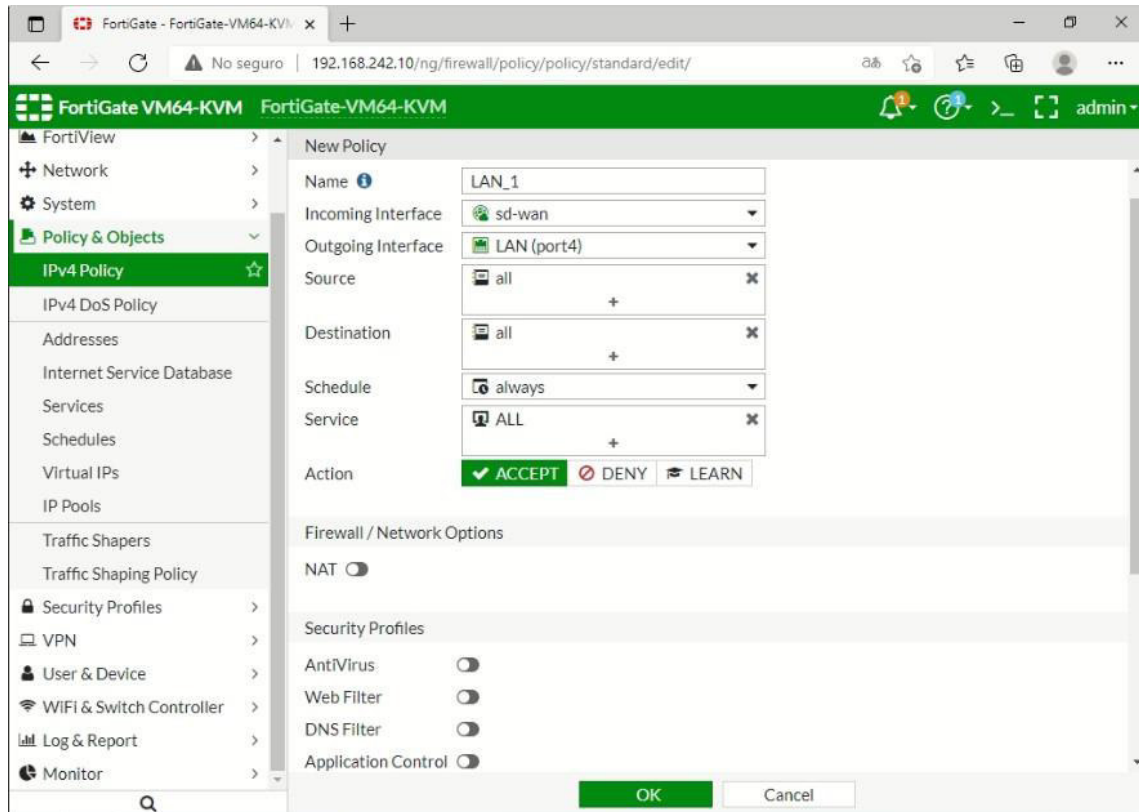 FortiGate - FortiGate-VM64-KV
No seguro | 192.168.242.10/ng/firewall/policy/policy/standard/edit/
FortiGate VM64-KVM FortiGate-VM64-KVM
1
1
admin
FortiView
Network
System
Policy & Objects
IPv4 Policy
IPv4 DoS Policy
Addresses
Internet Service Database
Services
Schedules
Virtual IPs
IP Pools
Traffic Shapers
Traffic Shaping Policy
Security Profiles
VPN
User & Device
WiFi & Switch Controller
Log & Report
Monitor
New Policy
Name LAN_1
Incoming Interface sd-wan
Outgoing Interface LAN (port4)
Source all
+
Destination all
+
Schedule always
Service ALL
+
Action ACCEPT DENY LEARN
Firewall / Network Options
NAT
Security Profiles
AntiVirus
Web Filter
DNS Filter
Application Control
OK Cancel